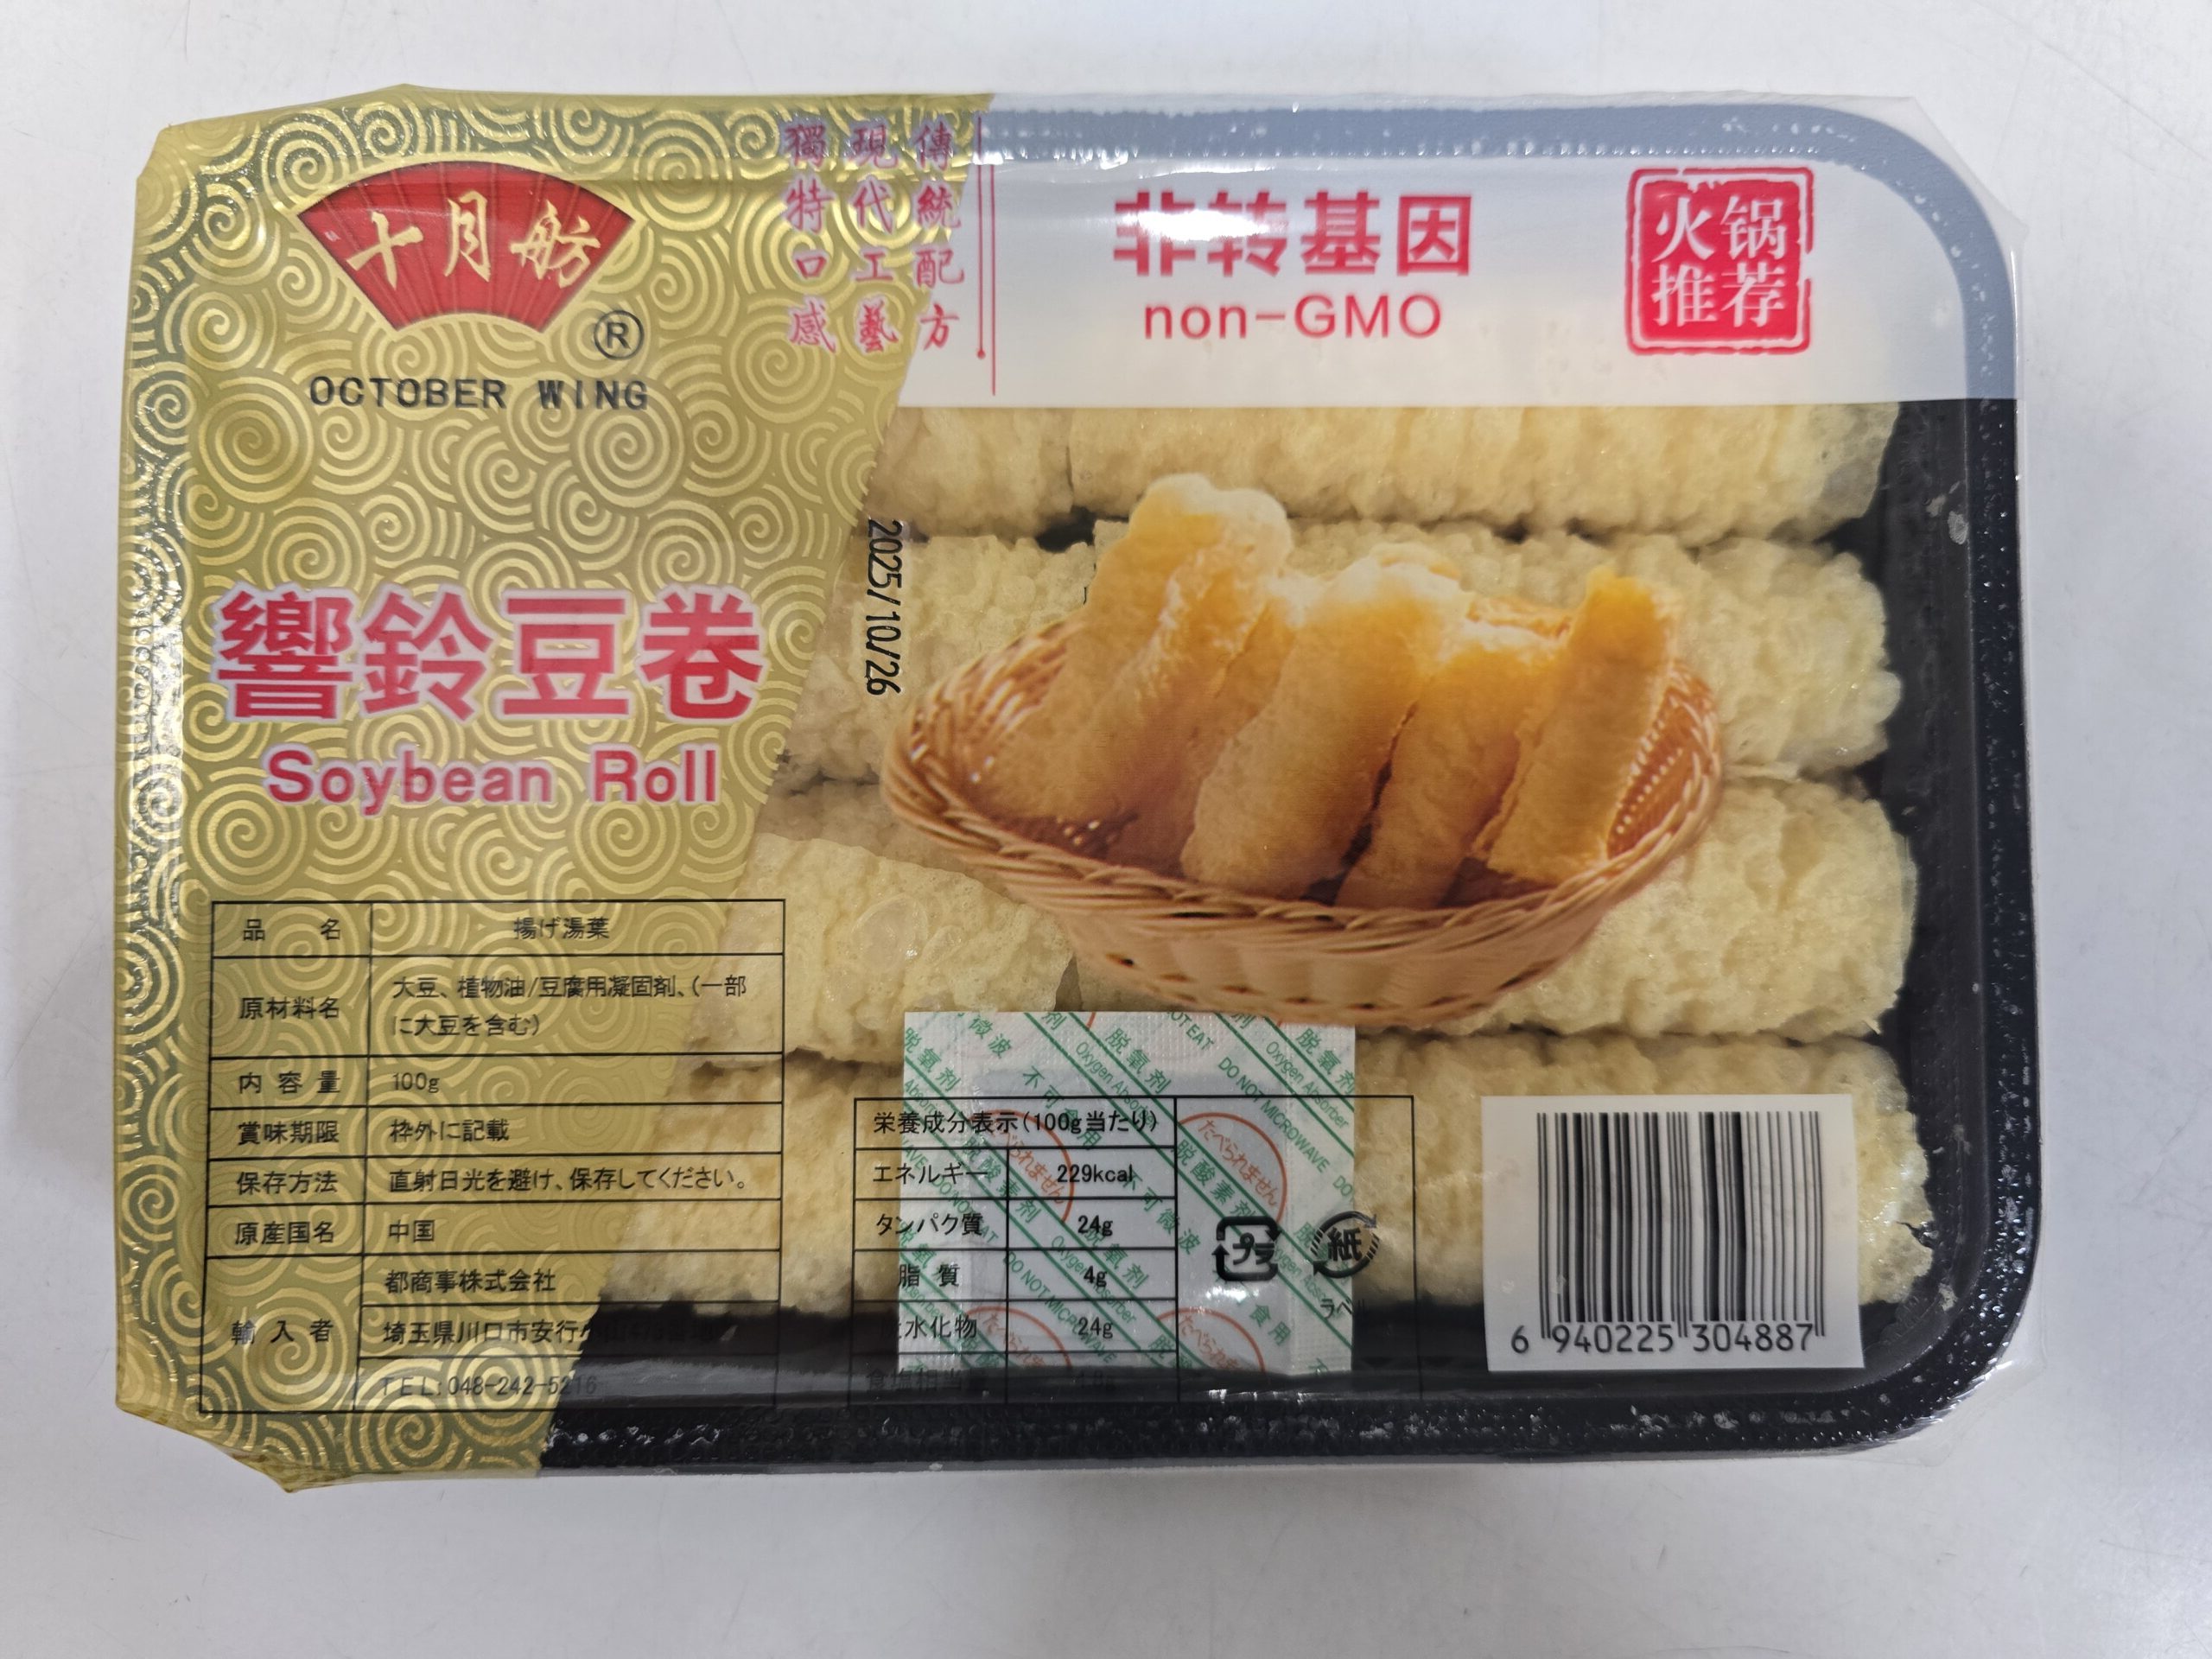 十月舫
®
OCTOBER WING
傳統配方
現代工藝
獨特口感
非转基因
non-GMO
火锅
推荐
2025/10/26
響鈴豆卷
Soybean Roll
品 名 揚げ湯葉
原材料名 大豆、植物油/豆腐用凝固剤、(一部
に大豆を含む)
内容量 100g
賞味期限 枠外に記載
保存方法 直射日光を避け、保存してください。
原産国名 中国
輸入者 都商事株式会社
埼玉県川口市安行
TEL:048-242-5216
栄養成分表示(100g当たり)
エネルギー 229kcal
タンパク質 24g
脂質 4g
水化物 24g
食塩相当量
プラ
紙
脱氧剂
Oxygen Absorber
DO NOT EAT
DO NOT MICROWAVE
不可食用
不可微波
脱酸素剤
たべられません
6 940225 304887